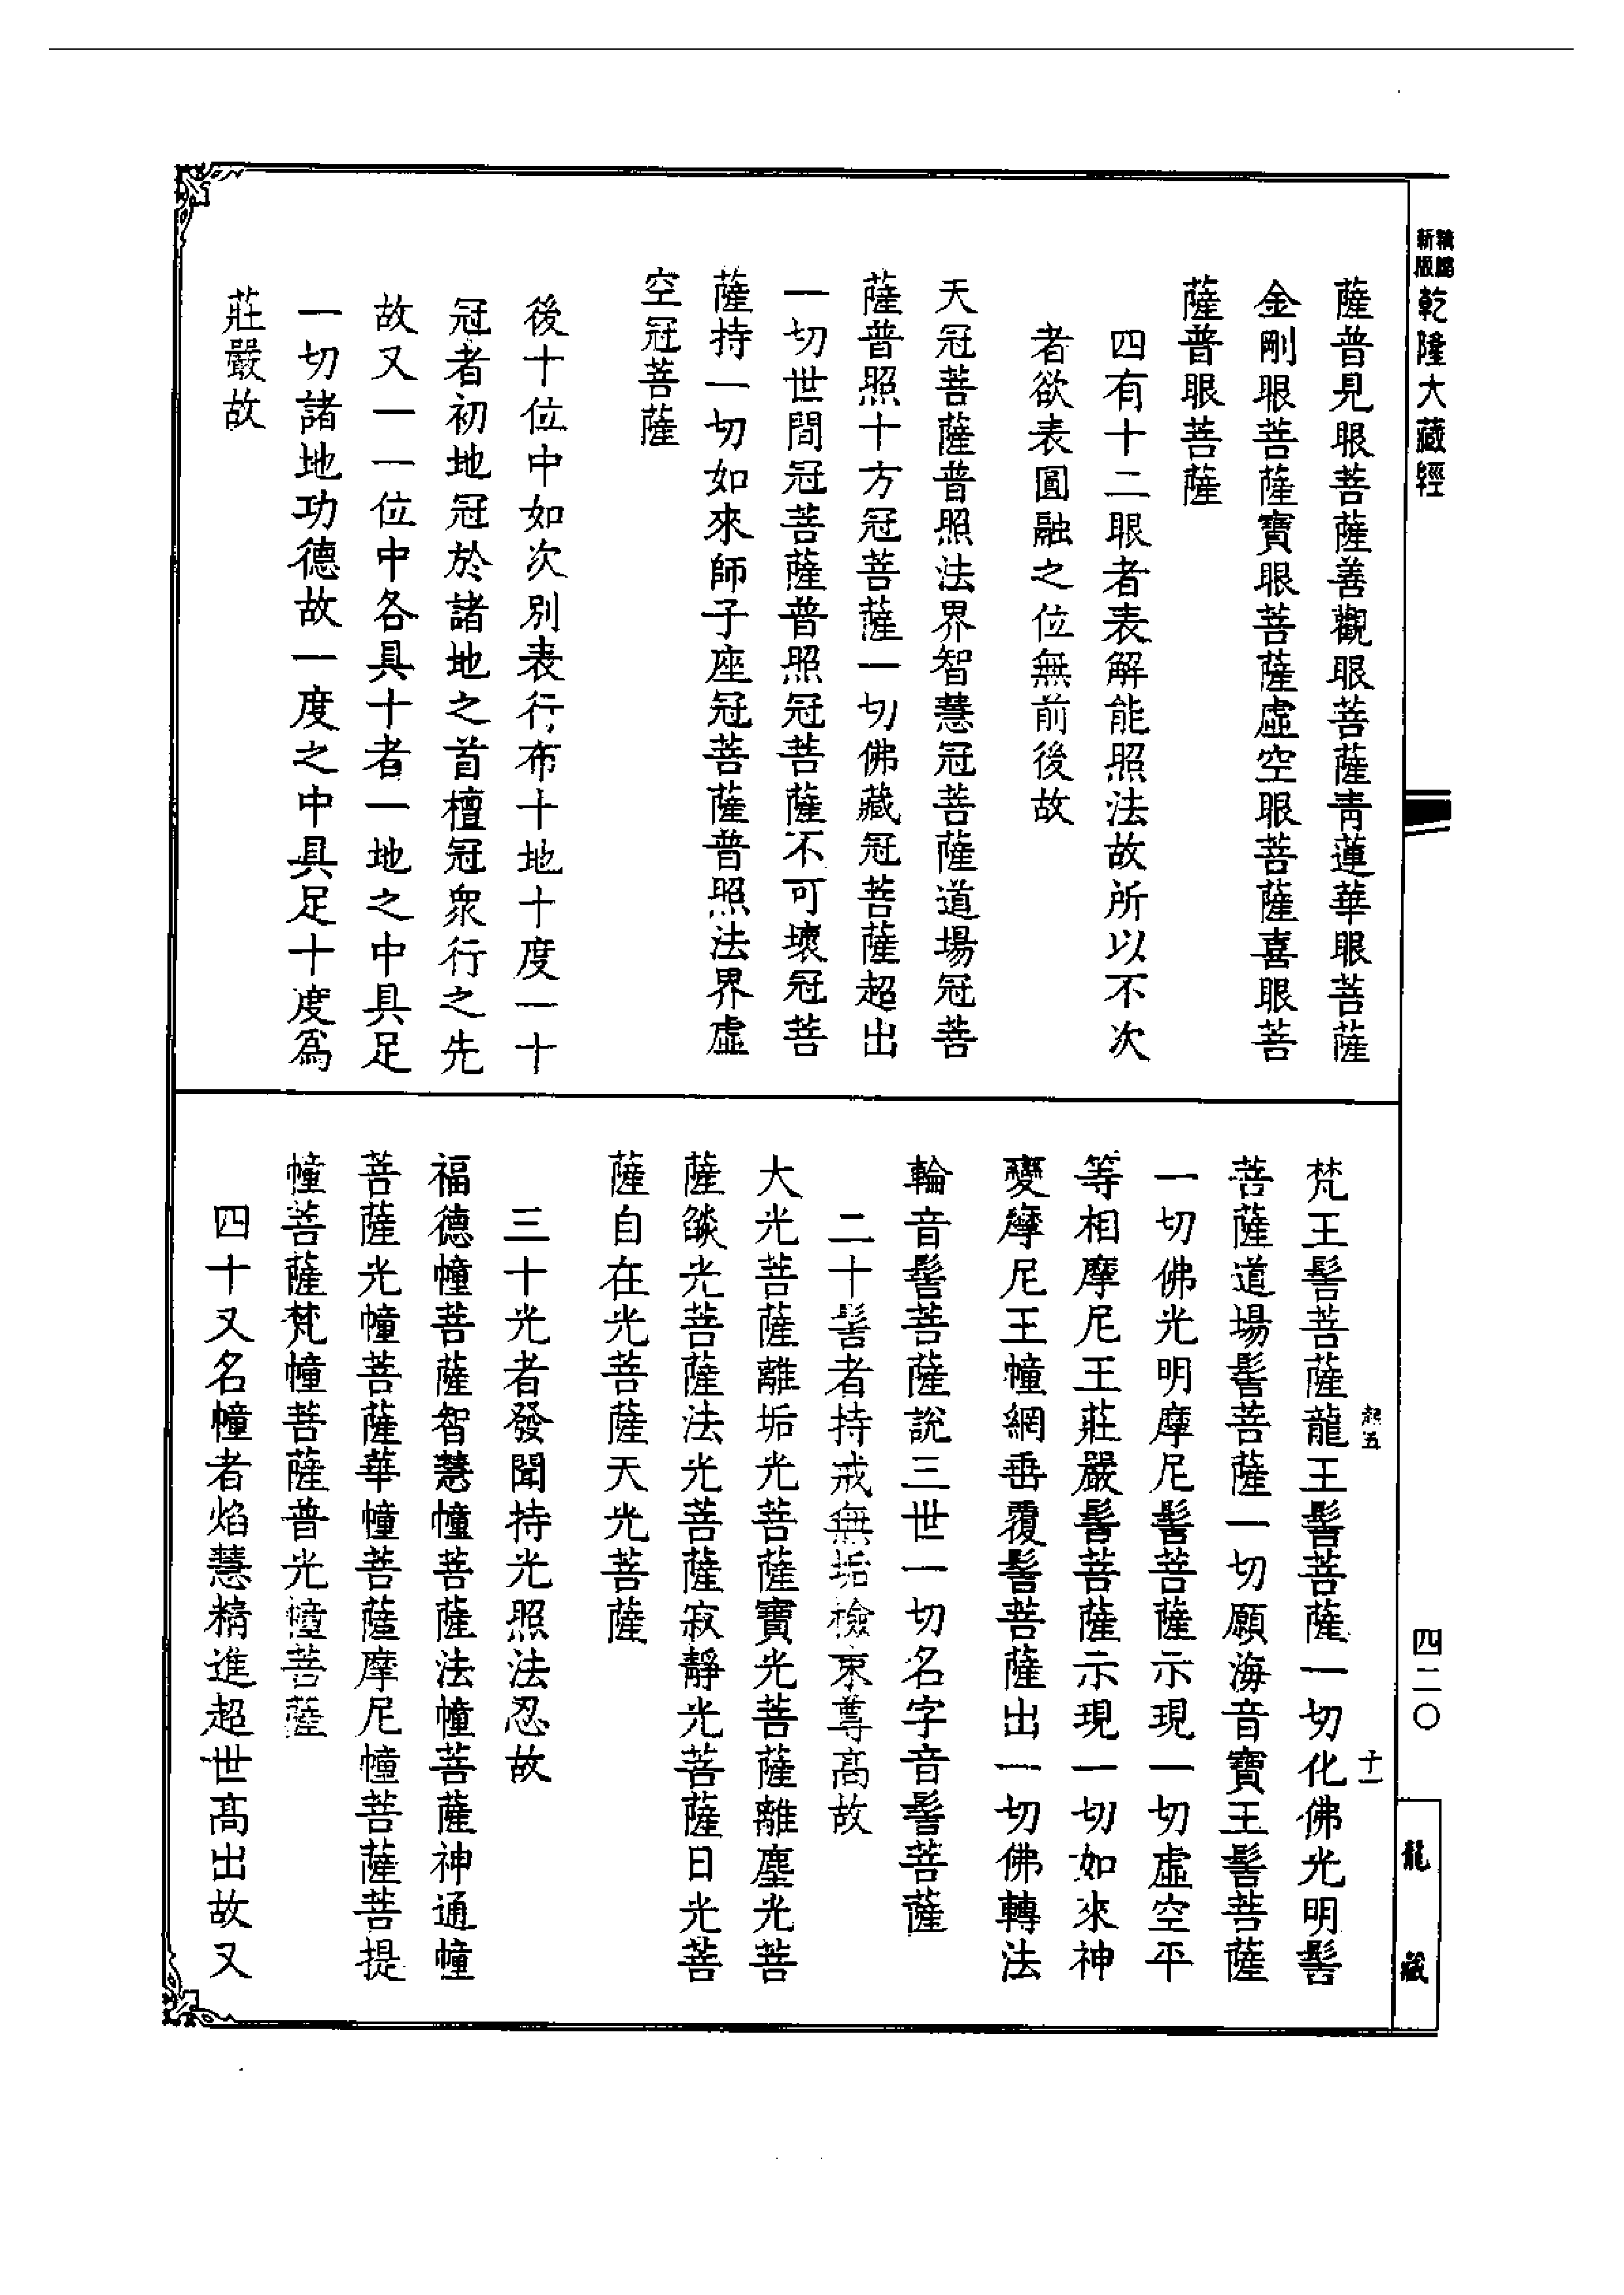 精鵰
新版
乾隆大藏經
薩普見眼菩薩善觀眼菩薩青蓮華眼菩薩
金剛眼菩薩寶眼菩薩虛空眼菩薩喜眼菩
薩普眼菩薩
四有十二眼者表解能照法故所以不次
者欲表圓融之位無前後故
天冠菩薩普照法界智慧冠菩薩道場冠菩
薩普照十方冠菩薩一切佛藏冠菩薩超出
一切世間冠菩薩普照冠菩薩不可壞冠菩
薩持一切如來師子座冠菩薩普照法界虛
空冠菩薩
後十位中如次別表行布十地十度一十
冠者初地冠於諸地之首檀冠眾行之先
故又一一位中各具十者一地之中具足
一切諸地功德故一度之中具足十度為
莊嚴故
梵王髻菩薩龍王髻菩薩一切化佛光明髻
菩薩道場髻菩薩一切願海音寶王髻菩薩
一切佛光明摩尼髻菩薩示現一切虛空平
等相摩尼王莊嚴髻菩薩示現一切如來神
變摩尼王幢網垂覆髻菩薩出一切佛轉法
輪音髻菩薩說三世一切名字音髻菩薩
二十髻者持戒無垢檢束尊高故
大光菩薩離垢光菩薩寶光菩薩離塵光菩
薩燄光菩薩法光菩薩寂靜光菩薩日光菩
薩自在光菩薩天光菩薩
三十光者發聞持光照法忍故
福德幢菩薩智慧幢菩薩法幢菩薩神通幢
菩薩光幢菩薩華幢菩薩摩尼幢菩薩菩提
幢菩薩梵幢菩薩普光幢菩薩
四十又名幢者焰慧精進超世高出故又
五
十一
四二〇
龍藏